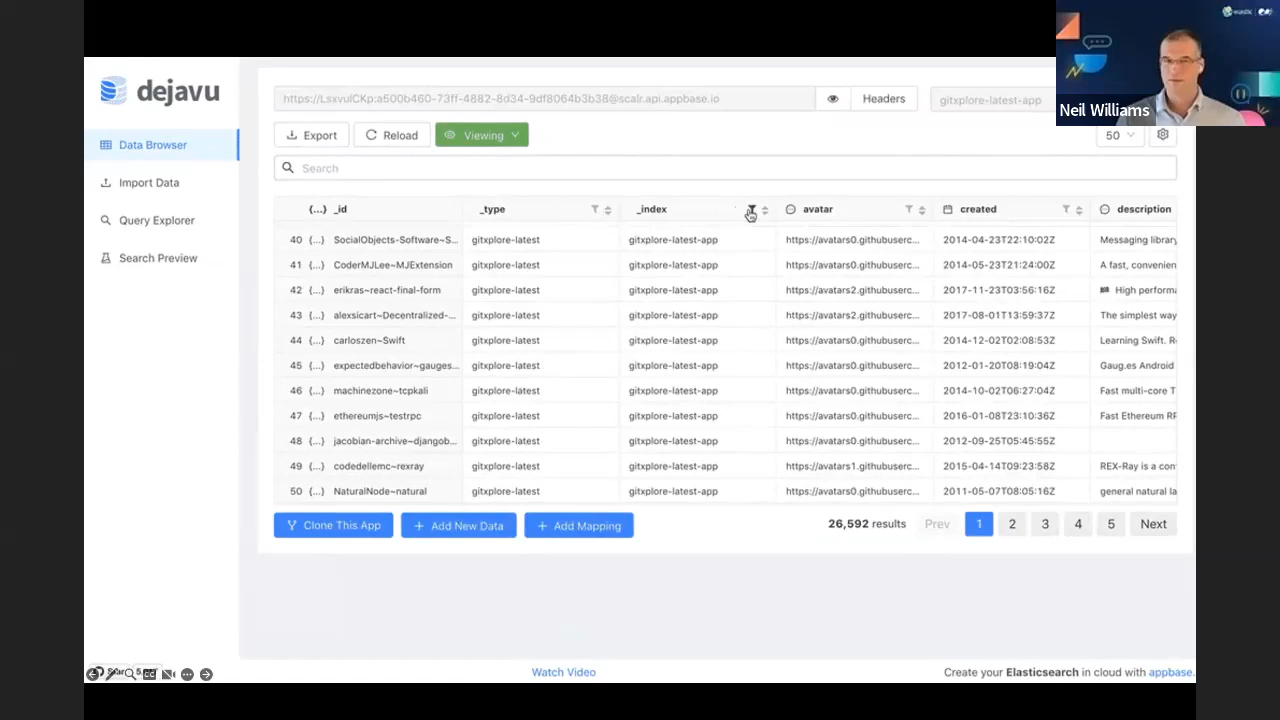 dejavu
Data Browser
Import Data
Query Explorer
Search Preview
https://LsxvulCKp:a500b460-73ff-4882-8d34-9df8064b3b38@scalr.api.appbase.io
Headers
gitxplore-latest-app
Neil Williams
Export
Reload
Viewing
50
Search
{...} _id _type _index avatar created description
40 {...} SocialObjects-Software~S... gitxplore-latest gitxplore-latest-app https://avatars0.githubuserc... 2014-04-23T22:10:02Z Messaging library
41 {...} CoderMJLee~MJExtension gitxplore-latest gitxplore-latest-app https://avatars0.githubuserc... 2014-05-23T21:24:00Z A fast, convenien
42 {...} erikras~react-final-form gitxplore-latest gitxplore-latest-app https://avatars2.githubuserc... 2017-11-23T03:56:16Z High performa
43 {...} alexsicart~Decentralized-... gitxplore-latest gitxplore-latest-app https://avatars2.githubuserc... 2017-08-01T13:59:37Z The simplest way
44 {...} carloszen~Swift gitxplore-latest gitxplore-latest-app https://avatars0.githubuserc... 2014-12-02T02:08:53Z Learning Swift. R
45 {...} expectedbehavior~gauges... gitxplore-latest gitxplore-latest-app https://avatars0.githubuserc... 2012-01-20T08:19:04Z Gaug.es Android
46 {...} machinezone~tcpkali gitxplore-latest gitxplore-latest-app https://avatars0.githubuserc... 2014-10-02T06:27:04Z Fast multi-core T
47 {...} ethereumjs~testrpc gitxplore-latest gitxplore-latest-app https://avatars0.githubuserc... 2016-01-08T23:10:36Z Fast Ethereum RP
48 {...} jacobian-archive~djangob... gitxplore-latest gitxplore-latest-app https://avatars0.githubuserc... 2012-09-25T05:45:55Z
49 {...} codedellemc~rexray gitxplore-latest gitxplore-latest-app https://avatars1.githubuserc... 2015-04-14T09:23:58Z REX-Ray is a con
50 {...} NaturalNode~natural gitxplore-latest gitxplore-latest-app https://avatars0.githubuserc... 2011-05-07T08:05:16Z general natural la
Clone This App
Add New Data
Add Mapping
26,592 results
Prev 1 2 3 4 5 Next
Watch Video
Create your Elasticsearch in cloud with appbase.